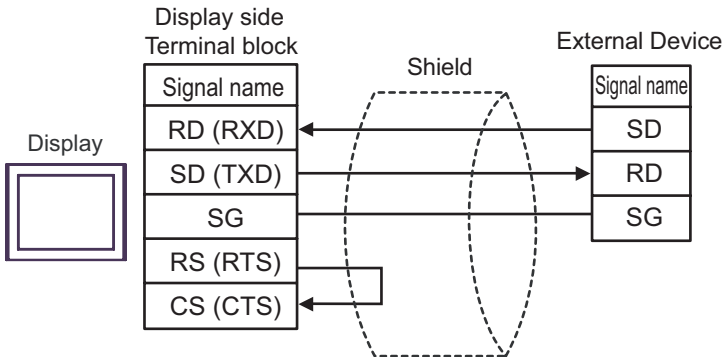 Display side
Terminal block
External Device
Shield
Signal name
Signal name
RD (RXD)
SD
Display
SD (TXD)
RD
SG
SG
RS (RTS)
CS (CTS)